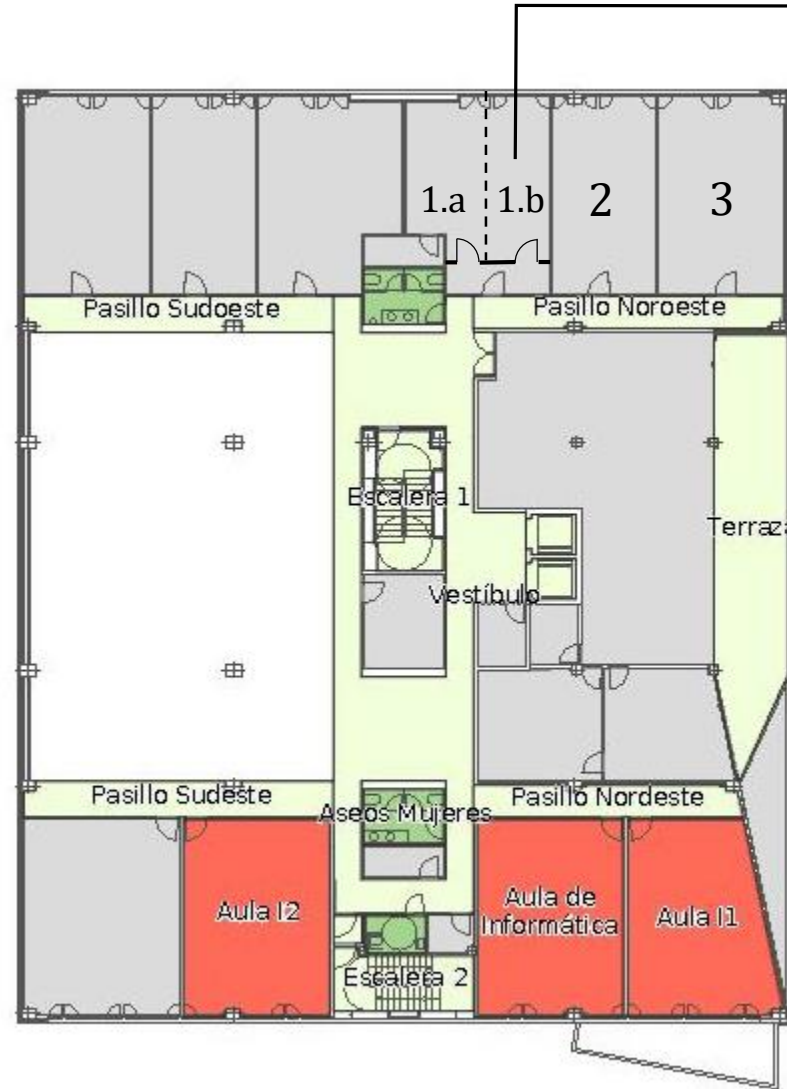 1.a
1.b
2
3
Pasillo Sudoeste
Pasillo Noroeste
Escalera 1
Terraza
Vestíbulo
Pasillo Sudeste
Pasillo Nordeste
Aseos Mujeres
Aula I2
Aula de
Informática
Aula I1
Escalera 2